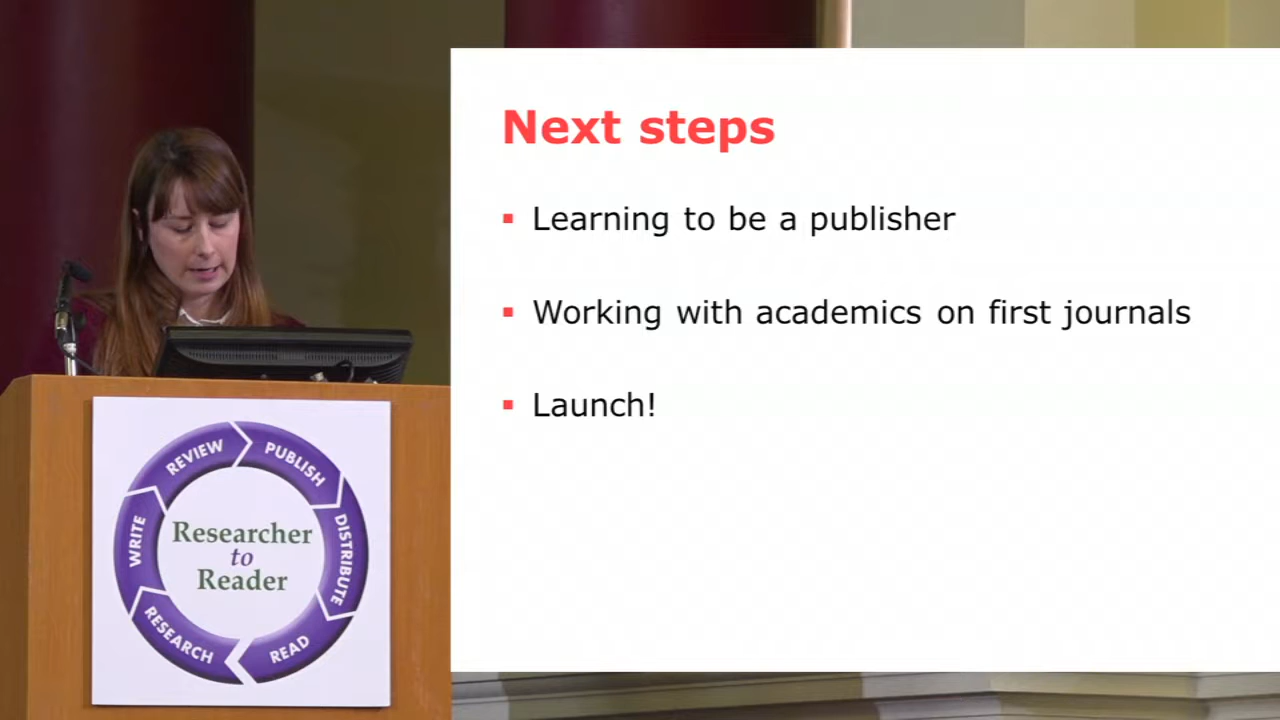 Next steps
▪ Learning to be a publisher
▪ Working with academics on first journals
▪ Launch!
REVIEW
PUBLISH
DISTRIBUTE
READ
RESEARCH
WRITE
Researcher
to
Reader